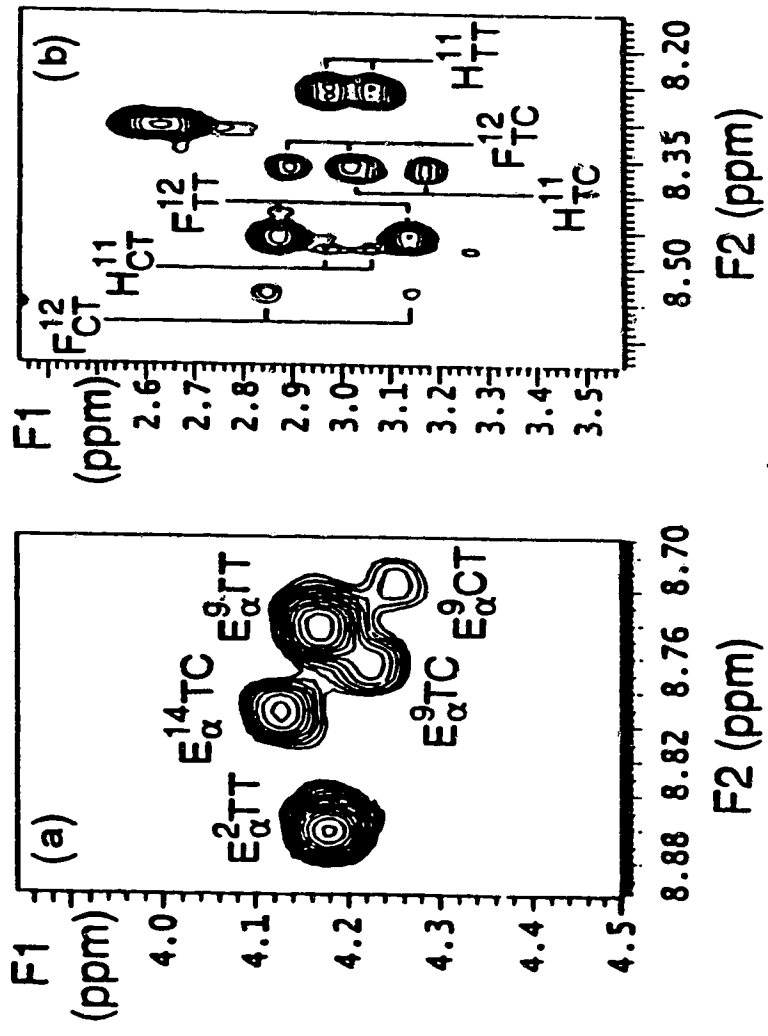 (a)
F1
(ppm)
4.0
4.1
4.2
4.3
4.4
4.5
E²αTT
E¹⁴αTC
E⁹αTT
E⁹αTC
E⁹αCT
8.88
8.82
8.76
8.70
F2 (ppm)
(b)
F1
(ppm)
2.6
2.7
2.8
2.9
3.0
3.1
3.2
3.3
3.4
3.5
F¹²CT
H¹¹CT
F¹²TT
F¹²TC
H¹¹TC
H¹¹TT
8.50
8.35
8.20
F2 (ppm)